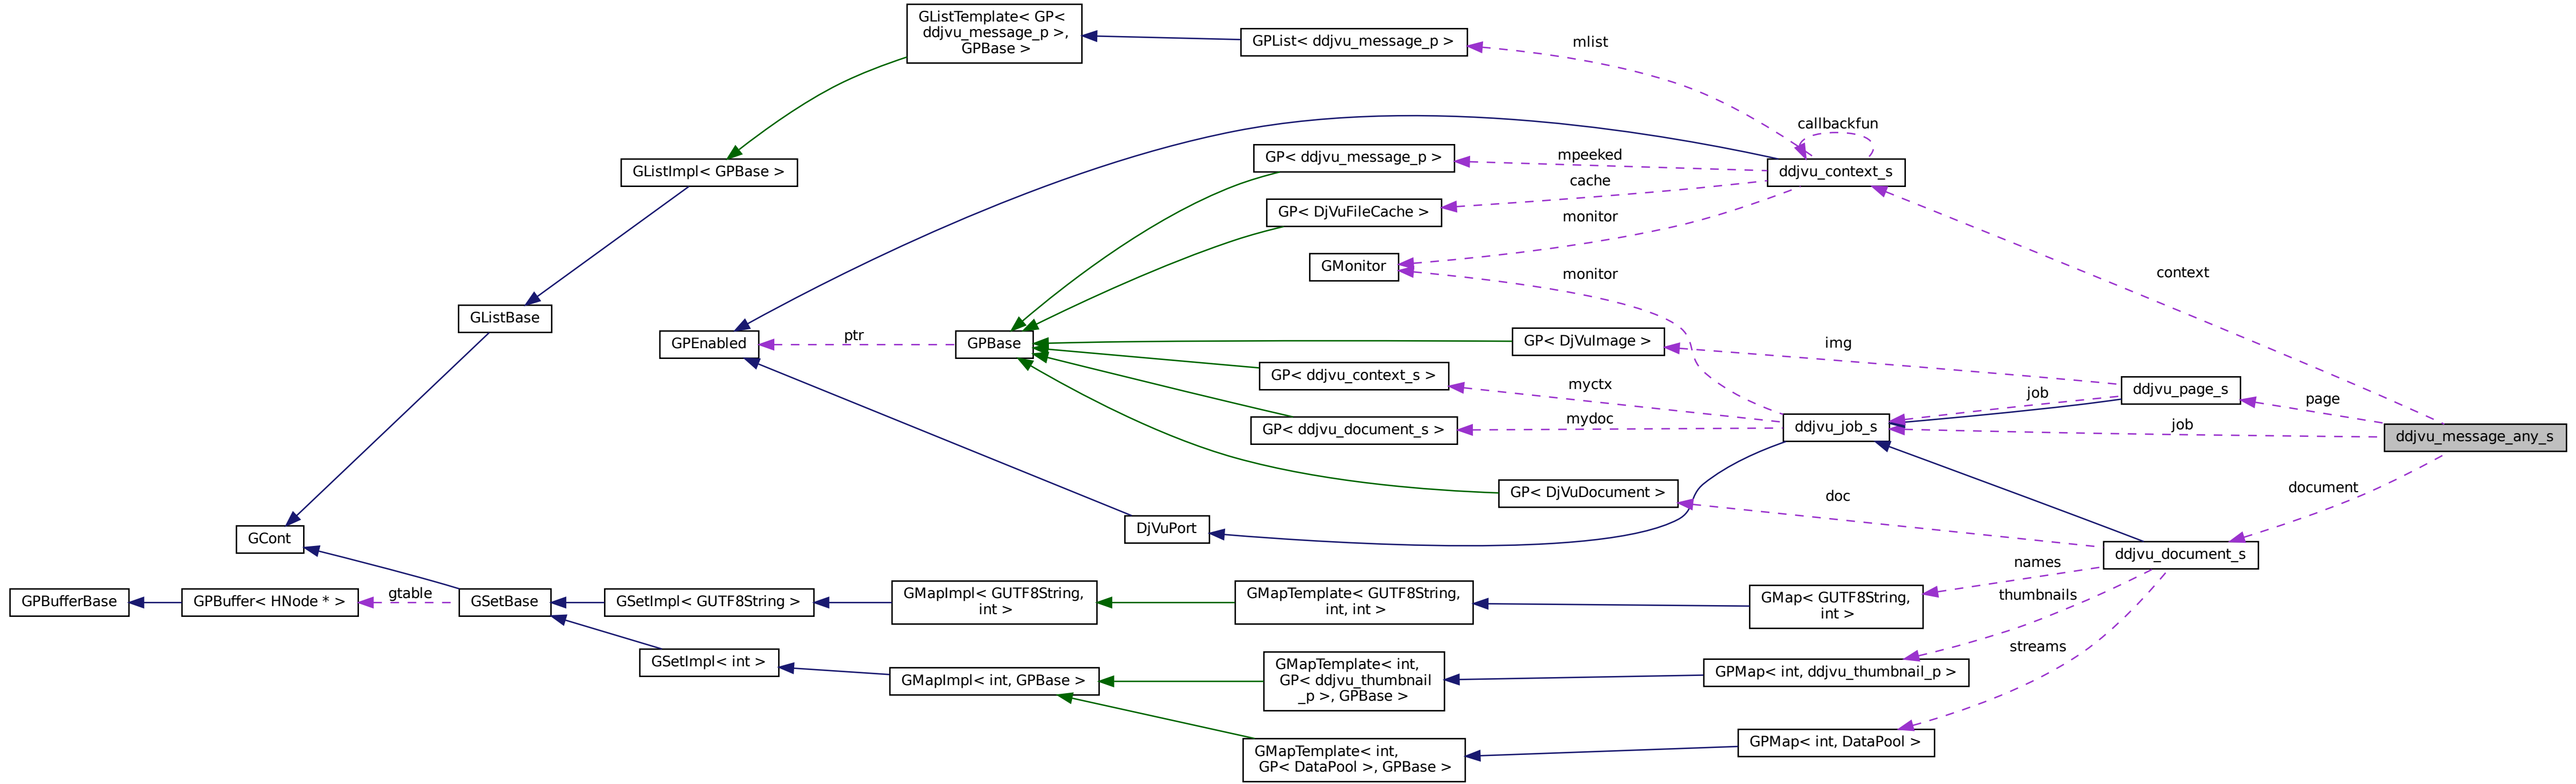 GListTemplate< GP<
ddjvu_message_p >,
GPBase >
GPList< ddjvu_message_p >
mlist
callbackfun
GListImpl< GPBase >
GP< ddjvu_message_p >
mpeeked
ddjvu_context_s
cache
GP< DjVuFileCache >
monitor
GMonitor
monitor
context
GListBase
GPEnabled
ptr
GPBase
GP< DjVuImage >
img
GP< ddjvu_context_s >
myctx
ddjvu_page_s
job
page
GP< ddjvu_document_s >
mydoc
ddjvu_job_s
job
ddjvu_message_any_s
GP< DjVuDocument >
doc
document
DjVuPort
GCont
ddjvu_document_s
names
GPBufferBase
GPBuffer< HNode * >
gtable
GSetBase
GSetImpl< GUTF8String >
GMapImpl< GUTF8String,
int >
GMapTemplate< GUTF8String,
int, int >
GMap< GUTF8String,
int >
thumbnails
streams
GSetImpl< int >
GMapImpl< int, GPBase >
GMapTemplate< int,
GP< ddjvu_thumbnail
_p >, GPBase >
GPMap< int, ddjvu_thumbnail_p >
GMapTemplate< int,
GP< DataPool >, GPBase >
GPMap< int, DataPool >